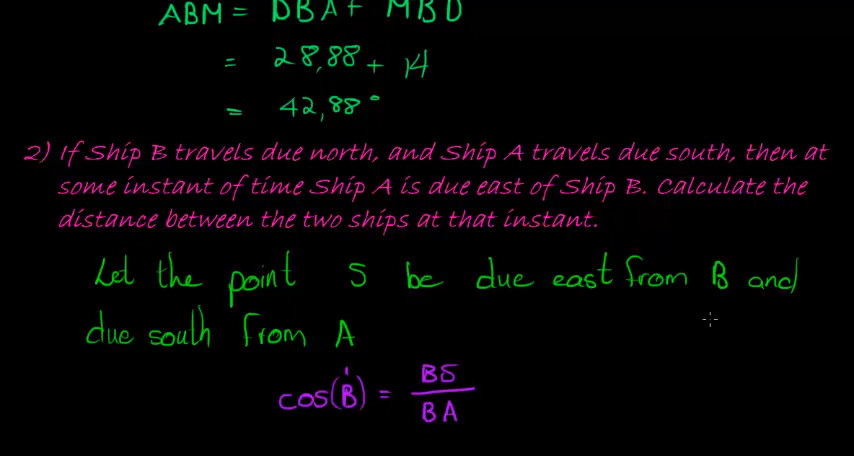 ABM = DBA + MBD
= 28,88 + 14
= 42,88°
2) If Ship B travels due north, and Ship A travels due south, then at
some instant of time Ship A is due east of Ship B. Calculate the
distance between the two ships at that instant.
Let the point S be due east from B and
due south from A
cos(B) = BS / BA